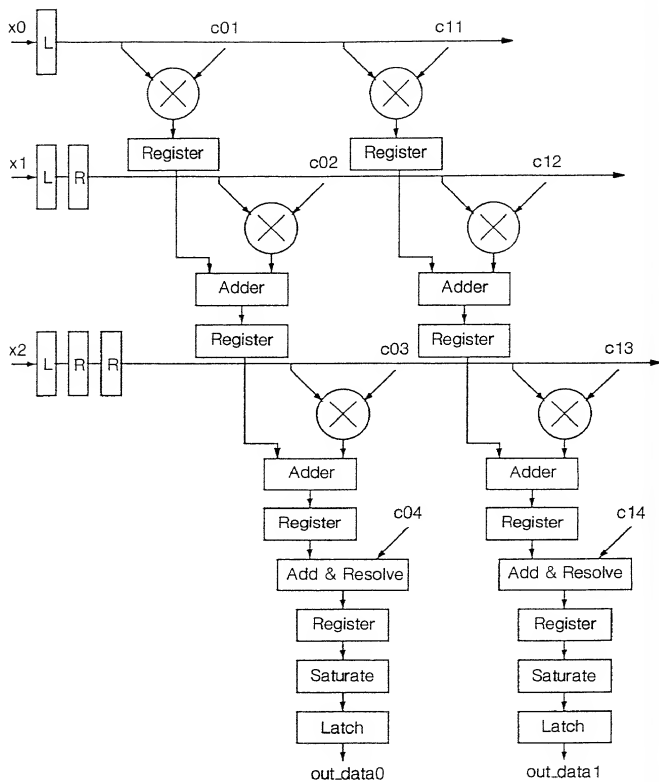 x0 L c01 c11
Register Register
x1 L R c02 c12
Adder Adder
Register Register
x2 L R R c03 c13
Adder Adder
Register c04 Register c14
Add & Resolve Add & Resolve
Register Register
Saturate Saturate
Latch Latch
out_data0 out_data1